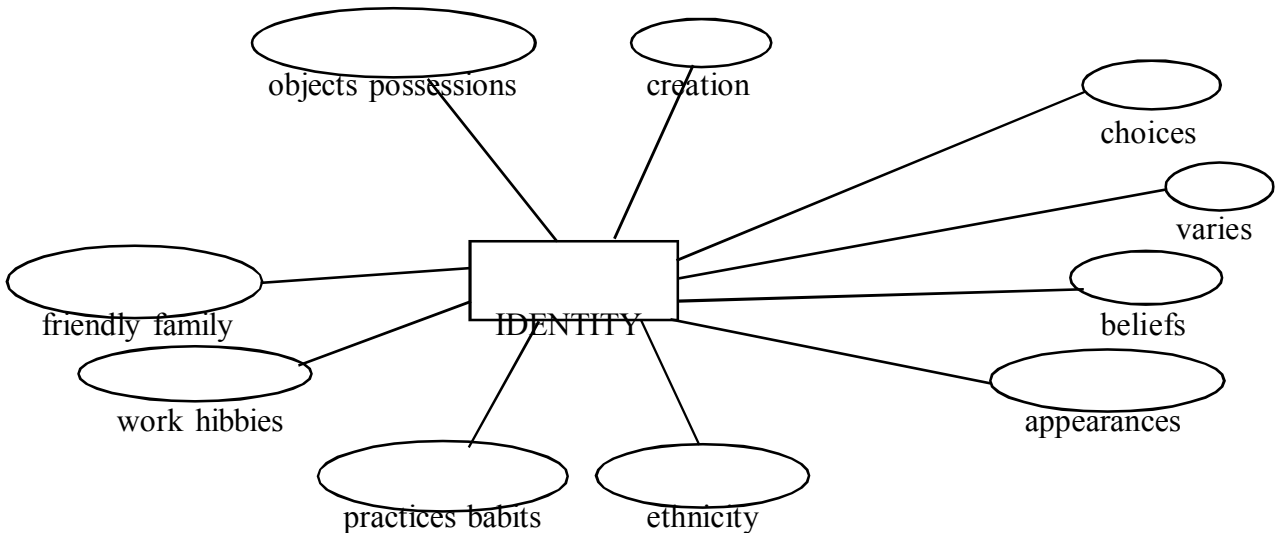 objects possessions
creation
choices
varies
friendly family
IDENTITY
beliefs
work hibbies
appearances
practices babits
ethnicity